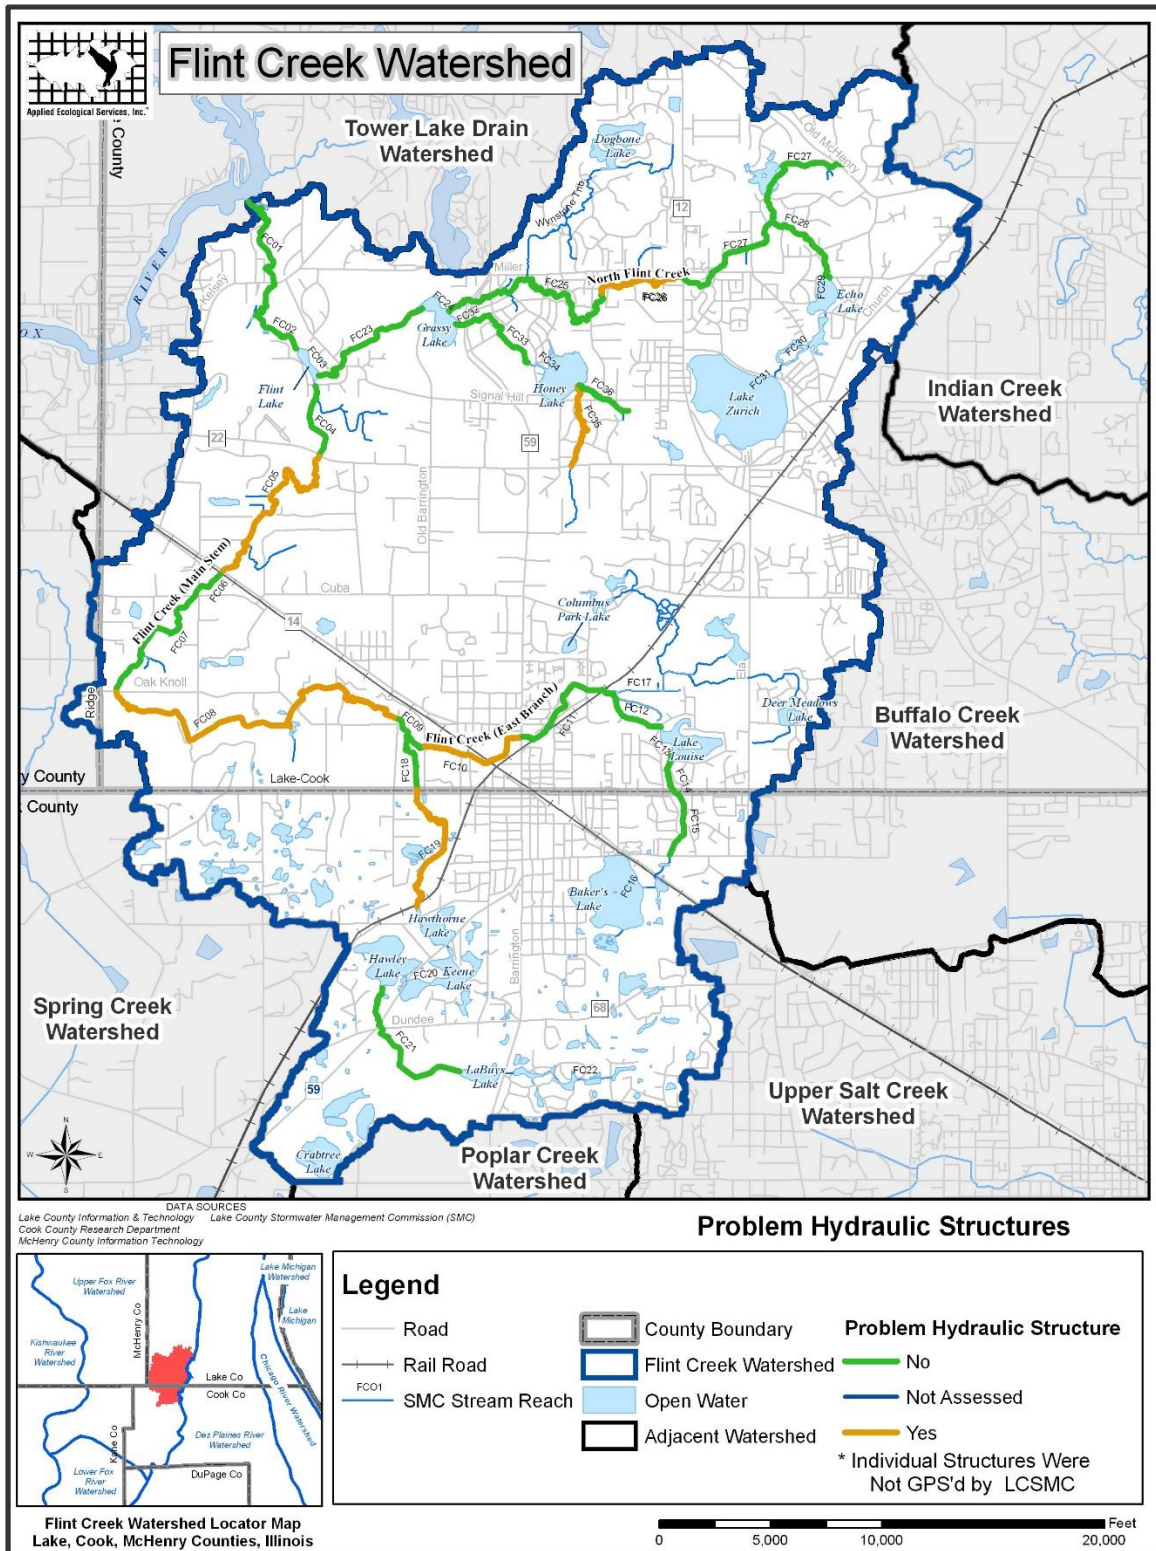 Applied Ecological Services, Inc.
Flint Creek Watershed
County
Tower Lake Drain
Watershed
Dogbone
Lake
Old McHenry
FC27
Wynstone Trib
12
FC28
FC01
Kelsey
RIVER
OX
Miller
FC25
North Flint Creek
FC27
FC26
FC29
Echo
Lake
Church
FC02
FC23
FC24
FC32
Grassy
Lake
FC33
FC34
FC30
FC03
Flint
Lake
Signal Hill
Honey
Lake
FC36
FC35
Lake
Zurich
FC31
Indian Creek
Watershed
FC04
22
59
FC05
Old Barrington
Flint Creek (Main Stem)
FC06
Cuba
14
Columbus
Park Lake
FC07
Oak Knoll
Ela
Ridge
FC08
FC09
Flint Creek (East Branch)
FC11
FC17
FC12
Deer Meadows
Lake
Buffalo Creek
Watershed
FC10
FC13
Lake
Louise
FC18
FC14
y County
Lake-Cook
County
FC15
FC19
FC16
Baker's
Lake
Hawthorne
Lake
Hawley
Lake
FC20
Keene
Lake
Barrington
Spring Creek
Watershed
Dundee
68
FC21
LaBuys
Lake
FC22
59
Upper Salt Creek
Watershed
Poplar Creek
Watershed
Crabtree
Lake
N
W
E
S
DATA SOURCES
Lake County Information & Technology Lake County Stormwater Management Commission (SMC)
Cook County Research Department
McHenry County Information Technology
Problem Hydraulic Structures
Upper Fox River
Watershed
Lake Michigan
Watershed
Lake
Michigan
McHenry Co
Kishwaukee
River
Watershed
Lake Co
Cook Co
Chicago River Watershed
Kane Co
Des Plaines River
Watershed
Lower Fox
River
Watershed
DuPage Co
Flint Creek Watershed Locator Map
Lake, Cook, McHenry Counties, Illinois
Legend
Road
Rail Road
FC01
SMC Stream Reach
County Boundary
Flint Creek Watershed
Open Water
Adjacent Watershed
Problem Hydraulic Structure
No
Not Assessed
Yes
* Individual Structures Were
Not GPS'd by LCSMC
Feet
0 5,000 10,000 20,000